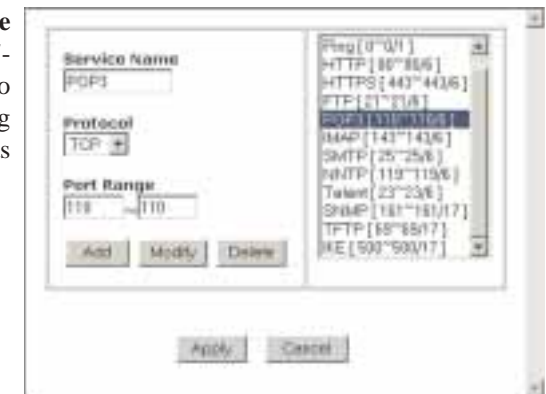 e
-
o
g
s
Service Name
POP3
Protocol
TCP
Port Range
110 ~ 110
Add Modify Delete
Ping [0~0/1 ]
HTTP [80~80/6 ]
HTTPS [443~443/6]
FTP [21~21/6 ]
POP3 [110~110/6 ]
IMAP [143~143/6 ]
SMTP [25~25/6 ]
NNTP [119~119/6 ]
Telnet [23~23/6 ]
SNMP [161~161/17 ]
TFTP [69~69/17 ]
IKE [500~500/17 ]
Apply Cancel